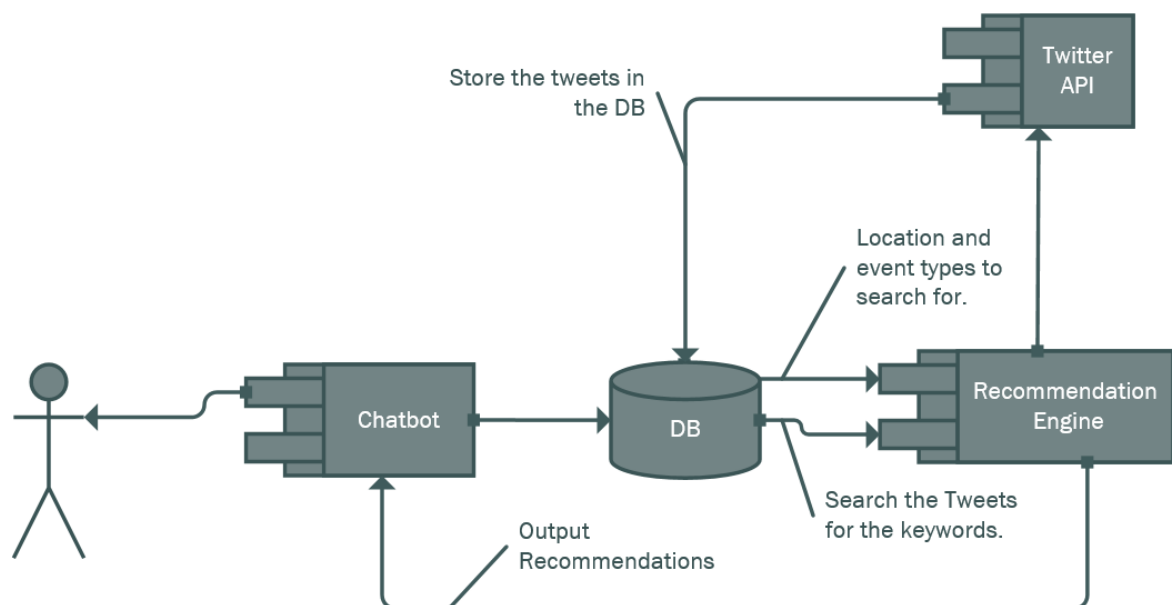 Twitter
API
Store the tweets in
the DB
Location and
event types to
search for.
Chatbot
DB
Recommendation
Engine
Search the Tweets
for the keywords.
Output
Recommendations